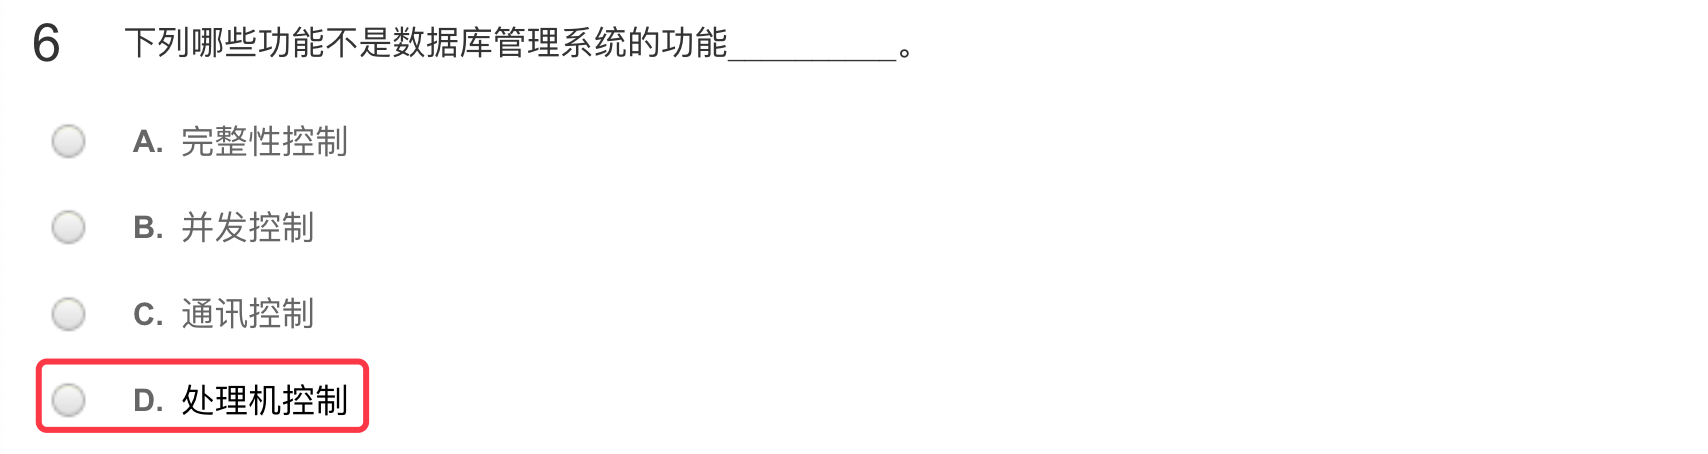 6 下列哪些功能不是数据库管理系统的功能__________。
A. 完整性控制
B. 并发控制
C. 通讯控制
D. 处理机控制